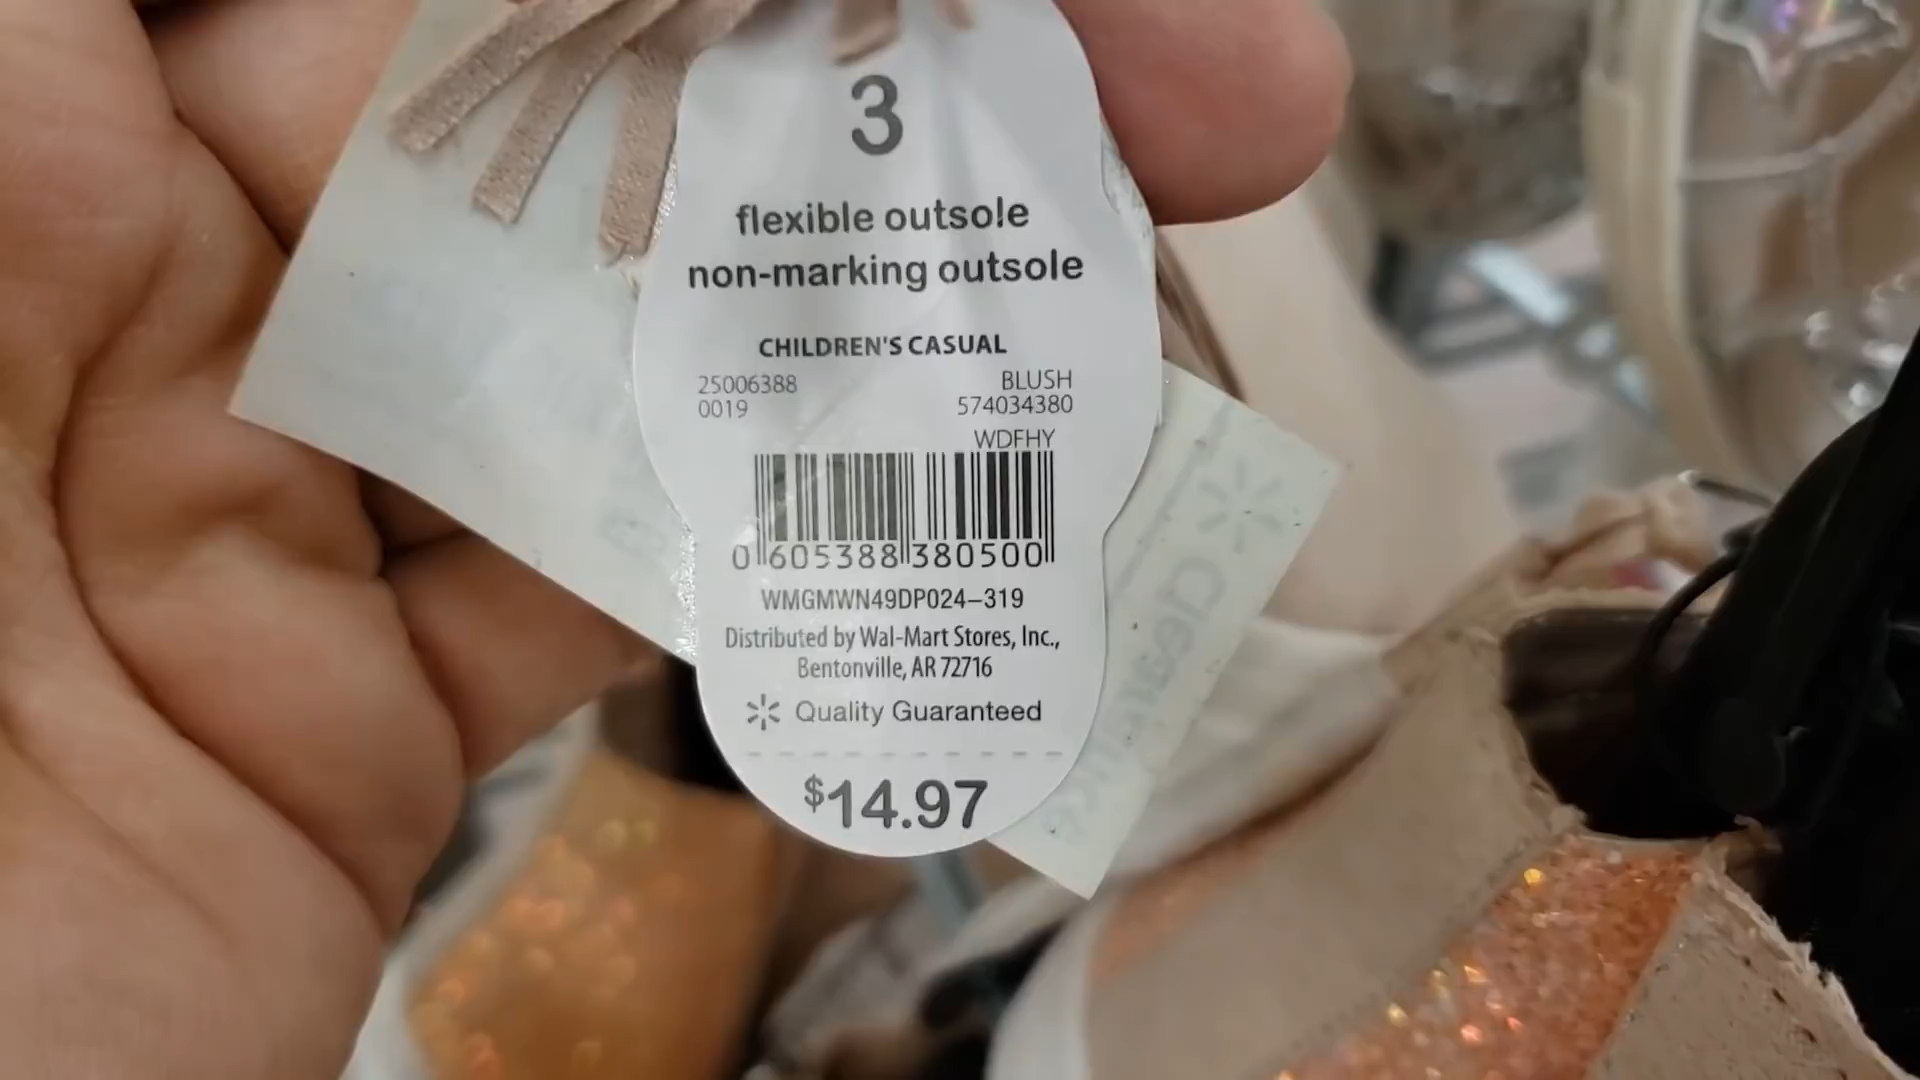 3
flexible outsole
non-marking outsole
CHILDREN'S CASUAL
25006388 BLUSH
0019 574034380
WDFHY
0 605388 380500
WMGMWN49DP024–319
Distributed by Wal-Mart Stores, Inc.,
Bentonville, AR 72716
Quality Guaranteed
$14.97
Clearance